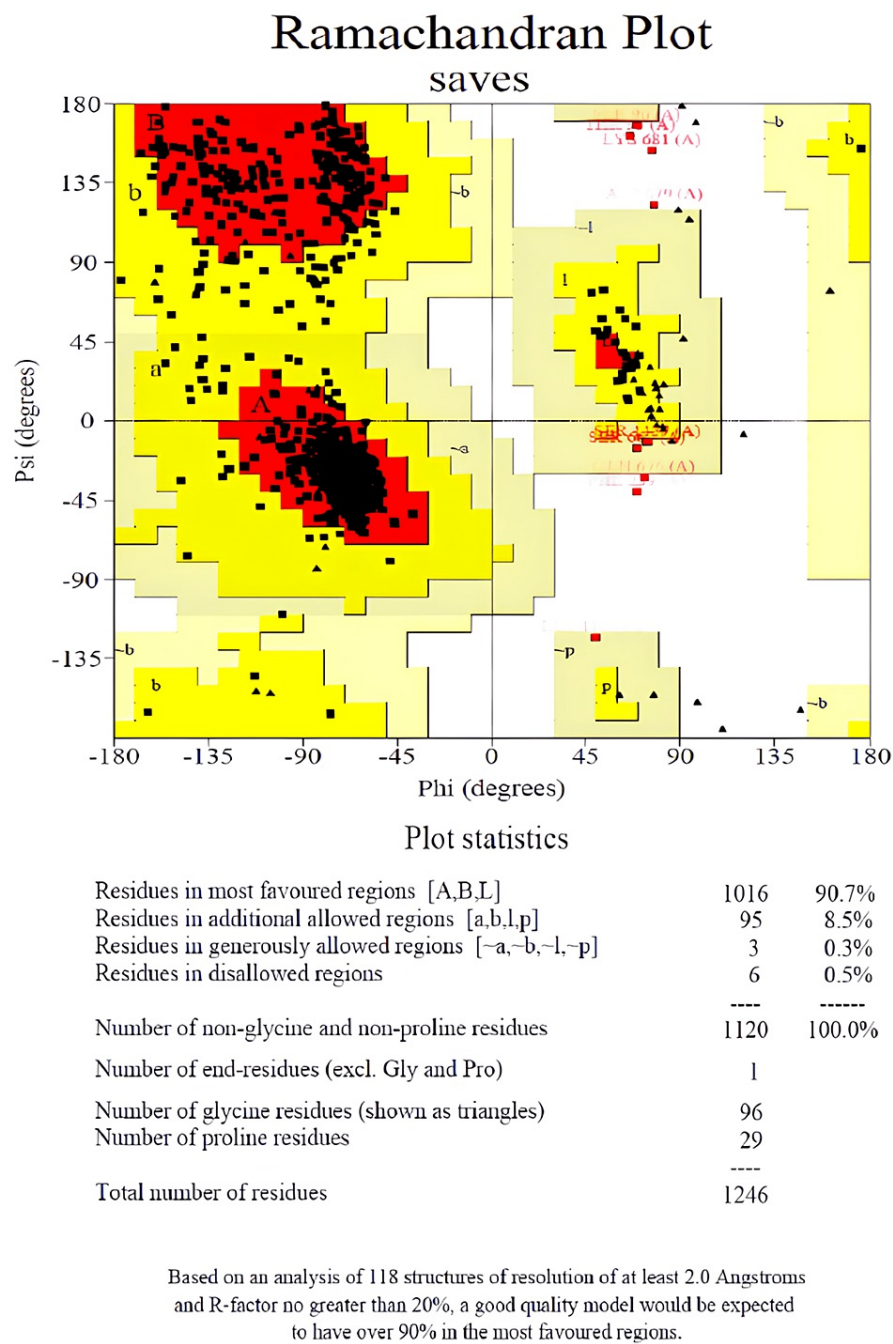 Ramachandran Plot
saves
180
B
b
b
135
b
~b
LYS 681 (A)
~b
90
~l
l
45
a
A
0
~a
Psi (degrees)
-45
-90
-135
~b
~p
b
p
~b
-180 -135 -90 -45 0 45 90 135 180
Phi (degrees)
Plot statistics
Residues in most favoured regions [A,B,L] 1016 90.7%
Residues in additional allowed regions [a,b,l,p] 95 8.5%
Residues in generously allowed regions [~a,~b,~l,~p] 3 0.3%
Residues in disallowed regions 6 0.5%
---- ------
Number of non-glycine and non-proline residues 1120 100.0%
Number of end-residues (excl. Gly and Pro) 1
Number of glycine residues (shown as triangles) 96
Number of proline residues 29
----
Total number of residues 1246
Based on an analysis of 118 structures of resolution of at least 2.0 Angstroms
and R-factor no greater than 20%, a good quality model would be expected
to have over 90% in the most favoured regions.